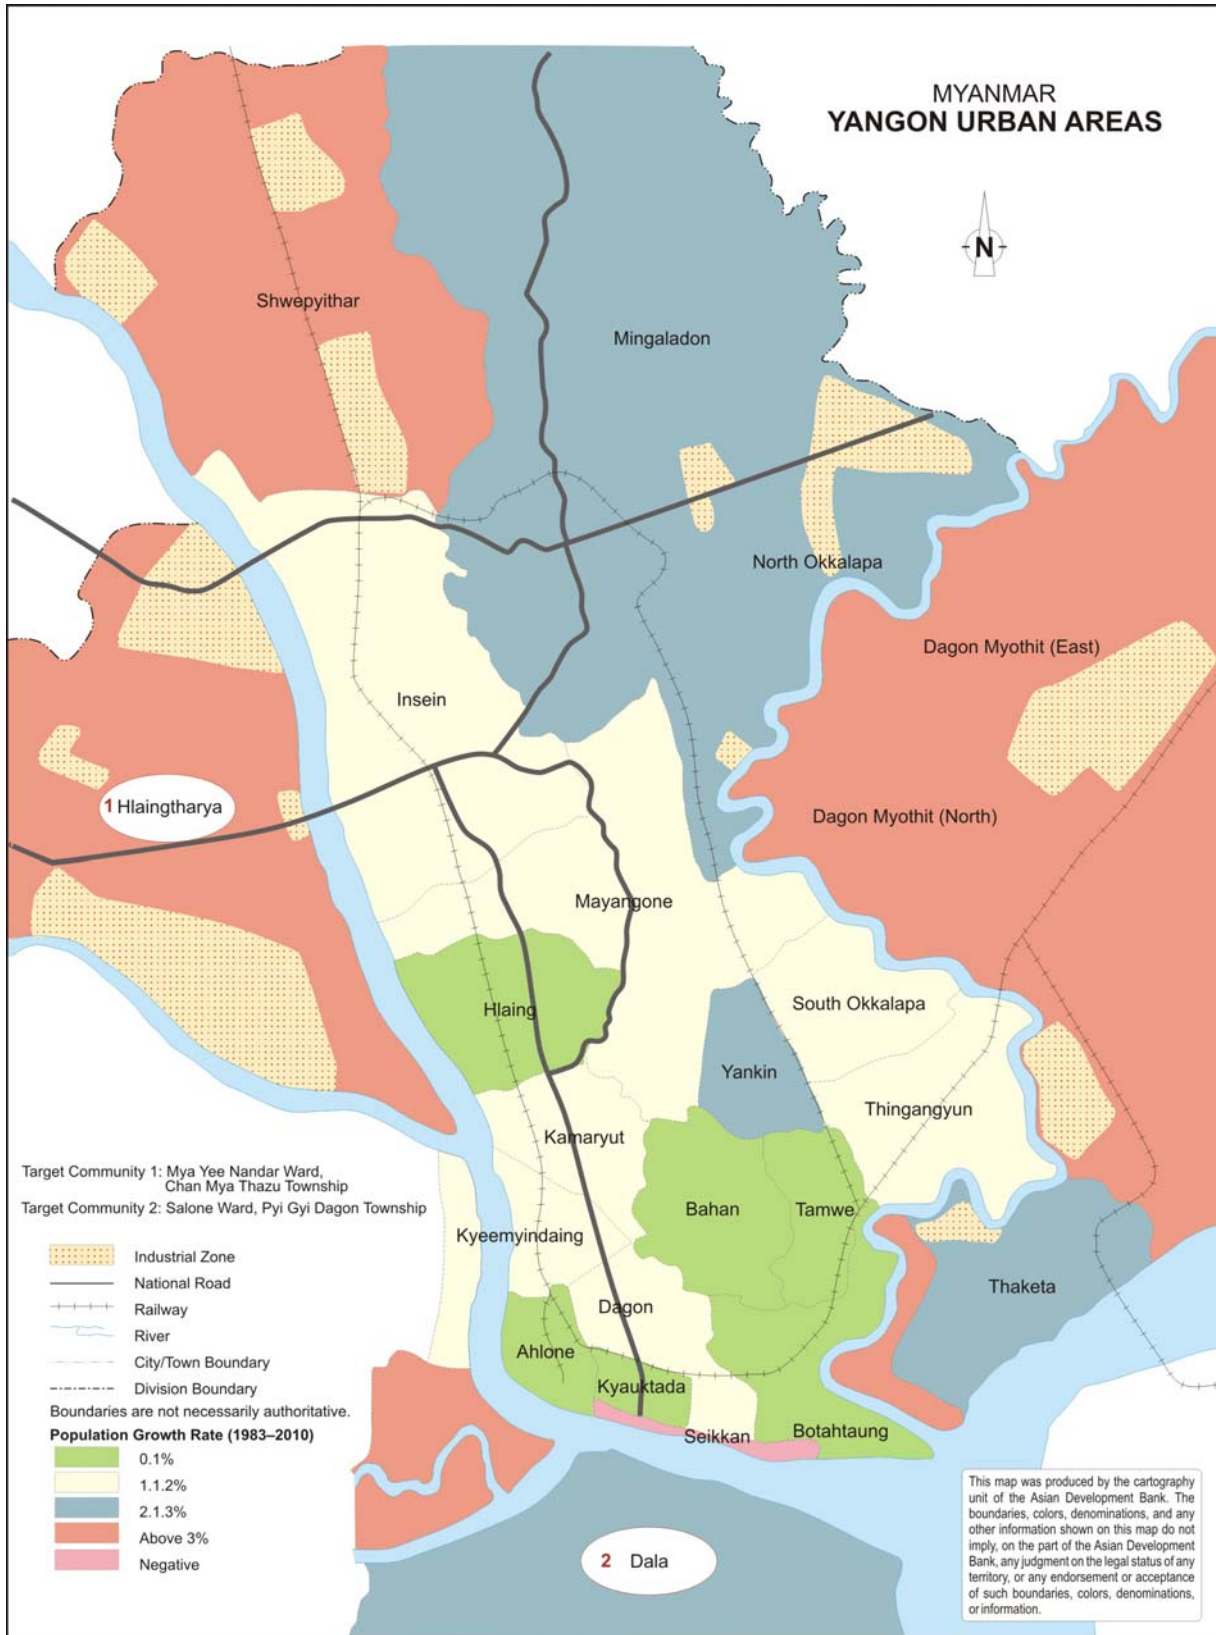 MYANMAR
YANGON URBAN AREAS
N
Shwepyithar
Mingaladon
North Okkalapa
Dagon Myothit (East)
Insein
1 Hlaingtharya
Dagon Myothit (North)
Mayangone
Hlaing
South Okkalapa
Yankin
Thingangyun
Kamaryut
Bahan
Tamwe
Kyeemyindaing
Thaketa
Dagon
Ahlone
Kyauktada
Seikkan
Botahtaung
2 Dala
Target Community 1: Mya Yee Nandar Ward,
Chan Mya Thazu Township
Target Community 2: Salone Ward, Pyi Gyi Dagon Township
Industrial Zone
National Road
Railway
River
City/Town Boundary
Division Boundary
Boundaries are not necessarily authoritative.
Population Growth Rate (1983–2010)
0.1%
1.1.2%
2.1.3%
Above 3%
Negative
This map was produced by the cartography
unit of the Asian Development Bank. The
boundaries, colors, denominations, and any
other information shown on this map do not
imply, on the part of the Asian Development
Bank, any judgment on the legal status of any
territory, or any endorsement or acceptance
of such boundaries, colors, denominations,
or information.